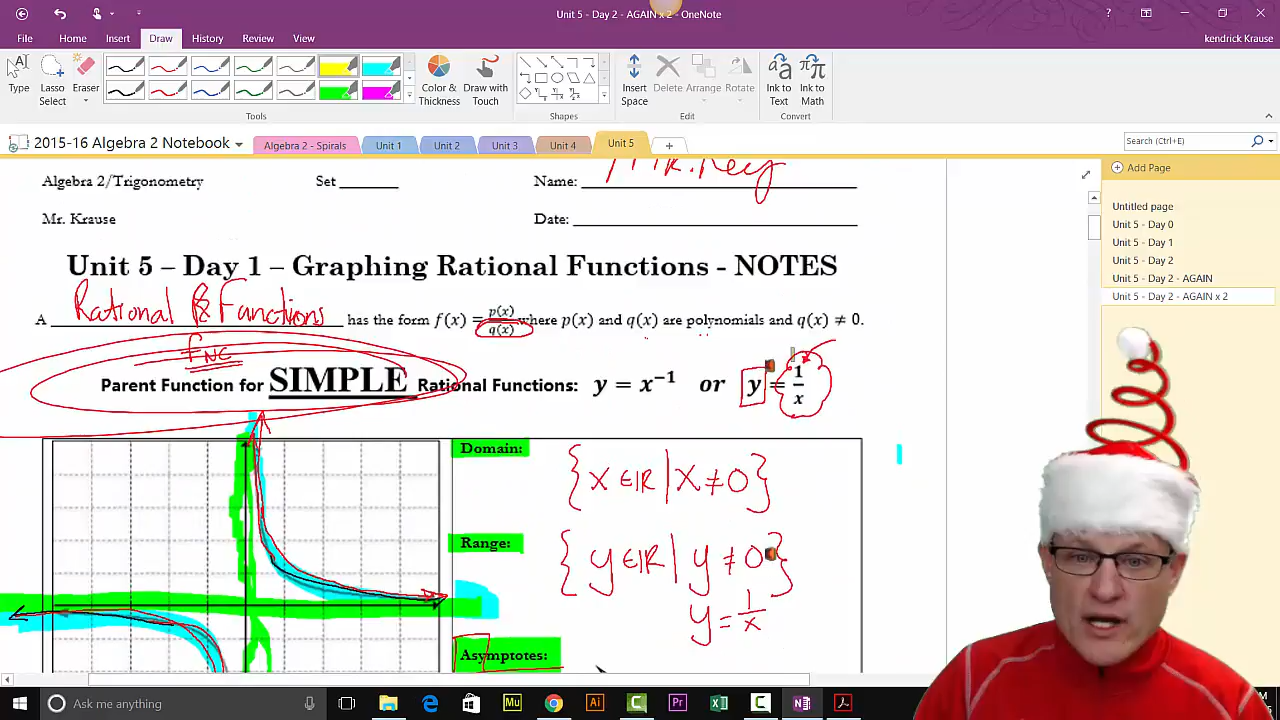 Unit 5 - Day 2 - AGAIN x 2 - OneNote
?
kendrick Krause
File Home Insert Draw History Review View
Type Lasso Select Eraser Color & Thickness Draw with Touch Insert Space Delete Arrange Rotate Ink to Text Ink to Math
Tools Shapes Edit Convert
2015-16 Algebra 2 Notebook Algebra 2 - Spirals Unit 1 Unit 2 Unit 3 Unit 4 Unit 5 Search (Ctrl+E)
Add Page
Untitled page
Unit 5 - Day 0
Unit 5 - Day 1
Unit 5 - Day 2
Unit 5 - Day 2 - AGAIN
Unit 5 - Day 2 - AGAIN x 2
Algebra 2/Trigonometry Set ______ Name: ______
Mr. Krause Date: ______
Unit 5 – Day 1 – Graphing Rational Functions - NOTES
A Rational Functions has the form f(x) = p(x)/q(x) where p(x) and q(x) are polynomials and q(x) ≠ 0.
fnc
Parent Function for SIMPLE Rational Functions: y = x⁻¹ or y = 1/x
Domain: {x ∈ ℝ | x ≠ 0}
Range: {y ∈ ℝ | y ≠ 0}
y = 1/x
Asymptotes:
Ask me anything
Mu Ai Pr